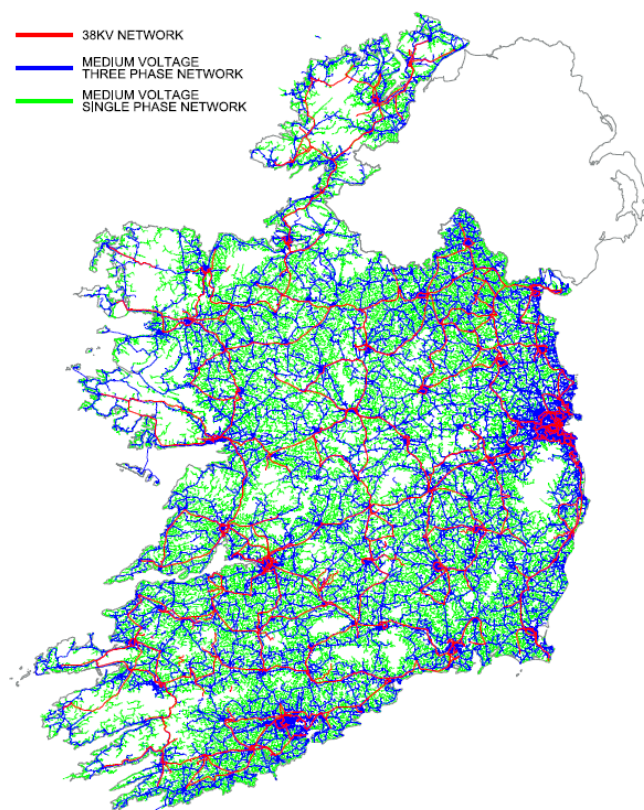 38KV NETWORK
MEDIUM VOLTAGE
THREE PHASE NETWORK
MEDIUM VOLTAGE
SINGLE PHASE NETWORK